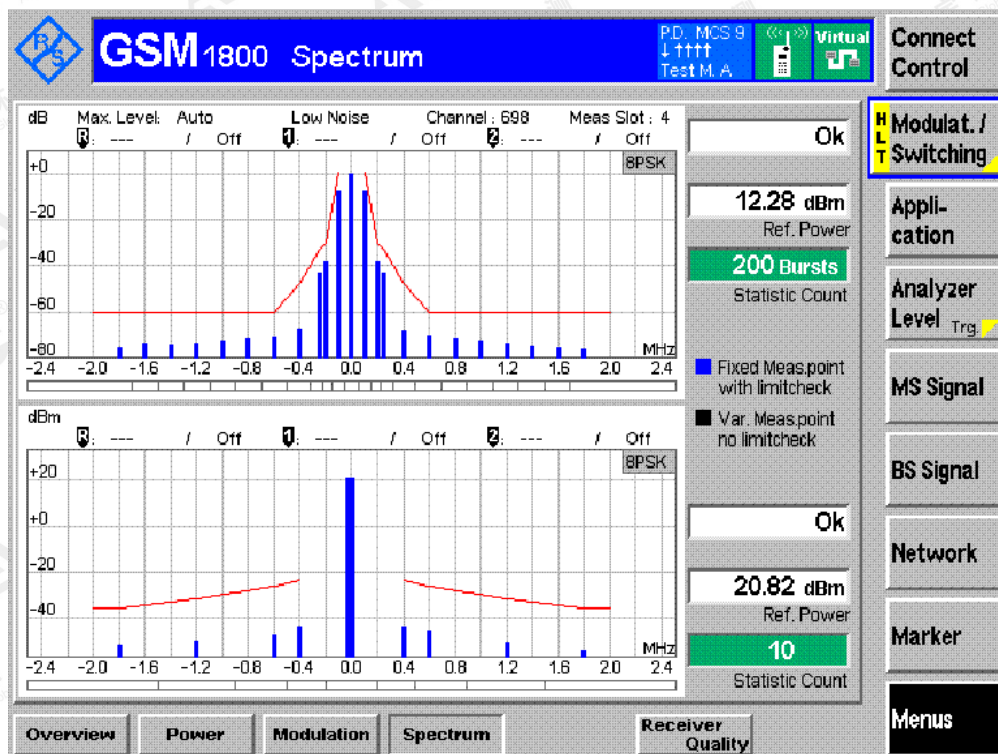 R/S
GSM 1800 Spectrum
P.D. MCS 9
↓ ↑↑↑↑
Test M. A
Virtual
Connect
Control
dB Max. Level: Auto Low Noise Channel : 698 Meas Slot : 4
R : --- / Off 1 : --- / Off 2 : --- / Off
8PSK
+0
-20
-40
-60
-80
MHz
-2.4 -2.0 -1.6 -1.2 -0.8 -0.4 0.0 0.4 0.8 1.2 1.6 2.0 2.4
Ok
12.28 dBm
Ref. Power
200 Bursts
Statistic Count
Fixed Meas.point
with limitcheck
Var. Meas.point
no limitcheck
dBm
R : --- / Off 1 : --- / Off 2 : --- / Off
8PSK
+20
+0
-20
-40
MHz
-2.4 -2.0 -1.6 -1.2 -0.8 -0.4 0.0 0.4 0.8 1.2 1.6 2.0 2.4
Ok
20.82 dBm
Ref. Power
10
Statistic Count
HLT
Modulat. /
Switching
Appli-
cation
Analyzer
Level Trg.
MS Signal
BS Signal
Network
Marker
Menus
Overview
Power
Modulation
Spectrum
Receiver
Quality